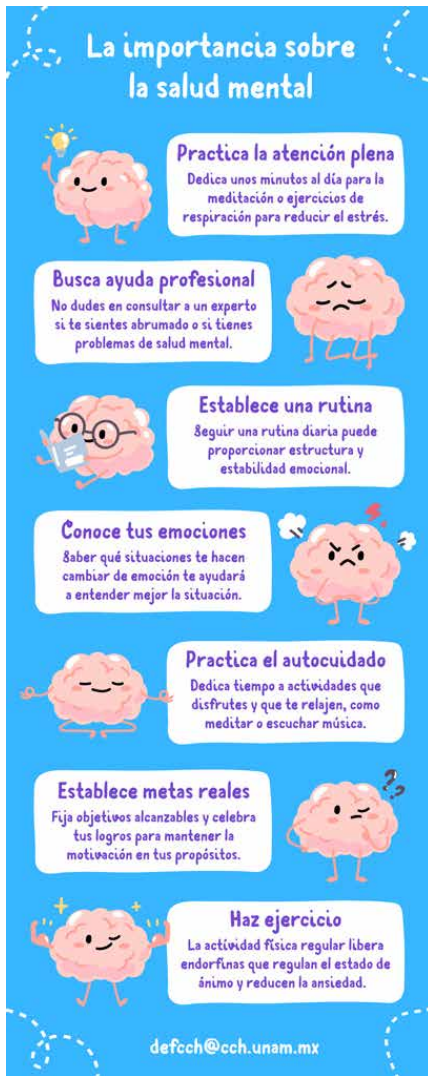 La importancia sobre
la salud mental
Practica la atención plena
Dedica unos minutos al día para la
meditación o ejercicios de
respiración para reducir el estrés.
Busca ayuda profesional
No dudes en consultar a un experto
si te sientes abrumado o si tienes
problemas de salud mental.
Establece una rutina
Seguir una rutina diaria puede
proporcionar estructura y
estabilidad emocional.
Conoce tus emociones
Saber qué situaciones te hacen
cambiar de emoción te ayudará
a entender mejor la situación.
Practica el autocuidado
Dedica tiempo a actividades que
disfrutes y que te relajen, como
meditar o escuchar música.
??
Establece metas reales
Fija objetivos alcanzables y celebra
tus logros para mantener la
motivación en tus propósitos.
Haz ejercicio
La actívidad física regular libera
endorfinas que regulan el estado de
ánimo y reducen la ansiedad.
defcch@cch.unam.mx